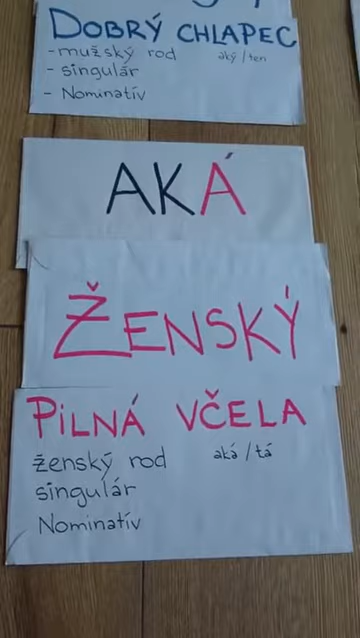 DOBRÝ CHLAPEC
- mužský rod aký/ten
- singulár
- Nominatív
AKÁ
ŽENSKÝ
PILNÁ VČELA
ženský rod aká/tá
singulár
Nominatív